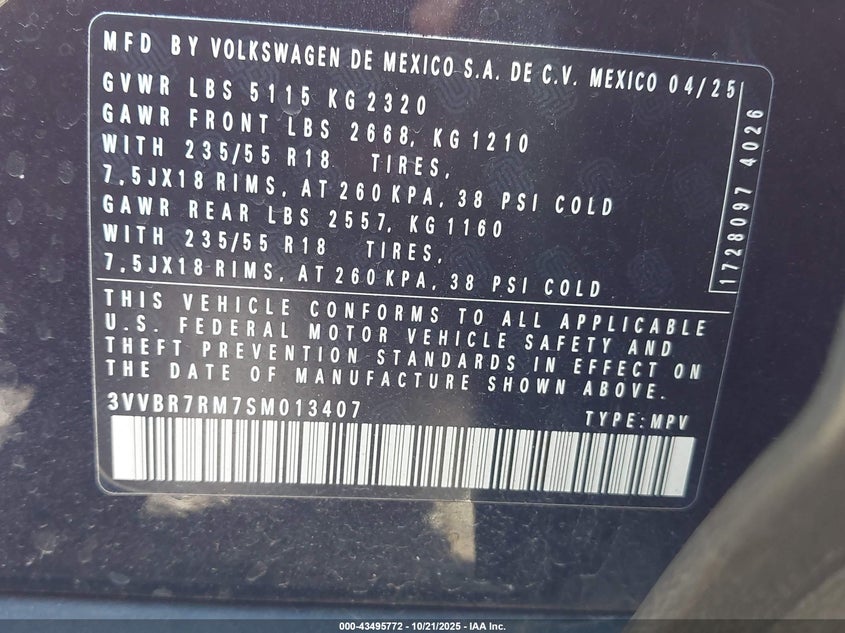 MFD BY VOLKSWAGEN DE MEXICO S.A. DE C.V. MEXICO 04/25
GVWR LBS 5115 KG 2320
GAWR FRONT LBS 2668, KG 1210
WITH 235/55 R18 TIRES,
7,5JX18 RIMS, AT 260 KPA, 38 PSI COLD
GAWR REAR LBS 2557, KG 1160
WITH 235/55 R18 TIRES,
7,5JX18 RIMS, AT 260 KPA, 38 PSI COLD
1728097 4026
THIS VEHICLE CONFORMS TO ALL APPLICABLE
U.S. FEDERAL MOTOR VEHICLE SAFETY AND
THEFT PREVENTION STANDARDS IN EFFECT ON
THE DATE OF MANUFACTURE SHOWN ABOVE.
3VVBR7RM7SM013407 TYPE: MPV
000-43495772 - 10/21/2025 - IAA Inc.